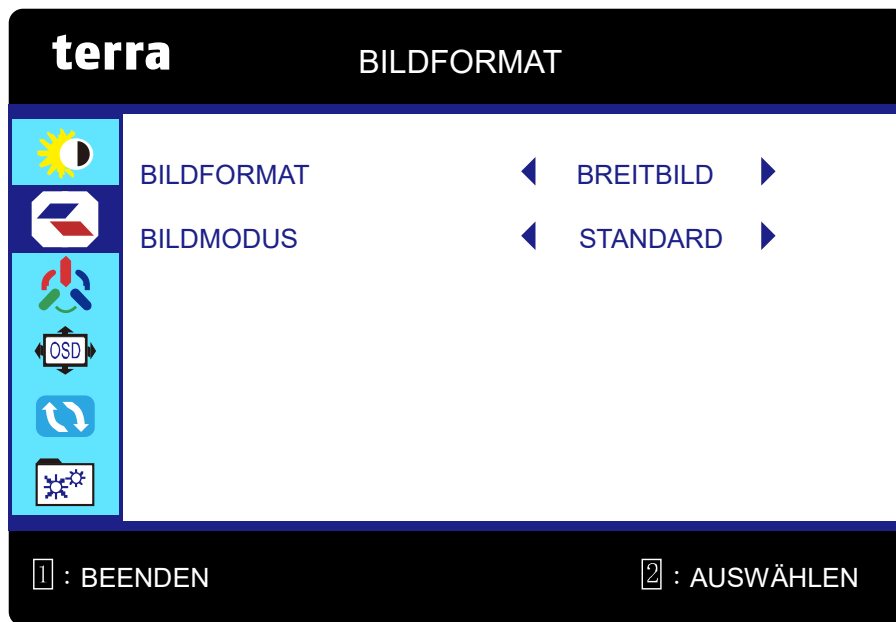 terra
BILDFORMAT
BILDFORMAT BREITBILD
BILDMODUS STANDARD
OSD
1 : BEENDEN
2 : AUSWÄHLEN